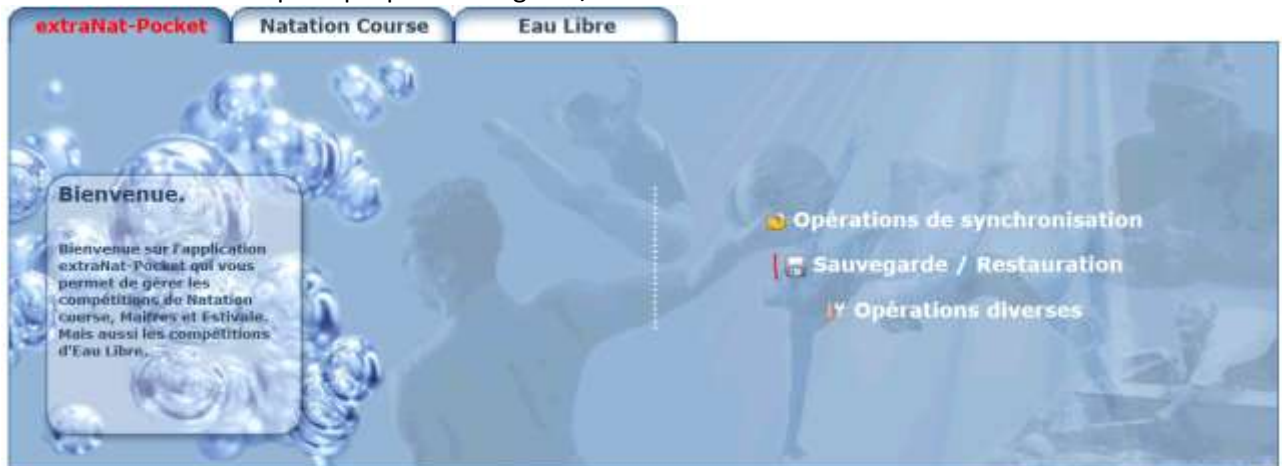 extraNat-Pocket
Natation Course
Eau Libre
Bienvenue.
Bienvenue sur l'application
extraNat-Pocket qui vous
permet de gérer les
compétitions de Natation
course, Maîtres et Estivale.
Mais aussi les compétitions
d'Eau Libre.
Opérations de synchronisation
Sauvegarde / Restauration
Opérations diverses